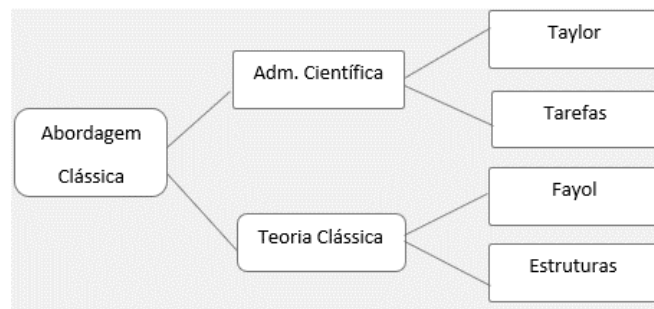 Abordagem
Clássica
Adm. Científica
Taylor
Tarefas
Teoria Clássica
Fayol
Estruturas